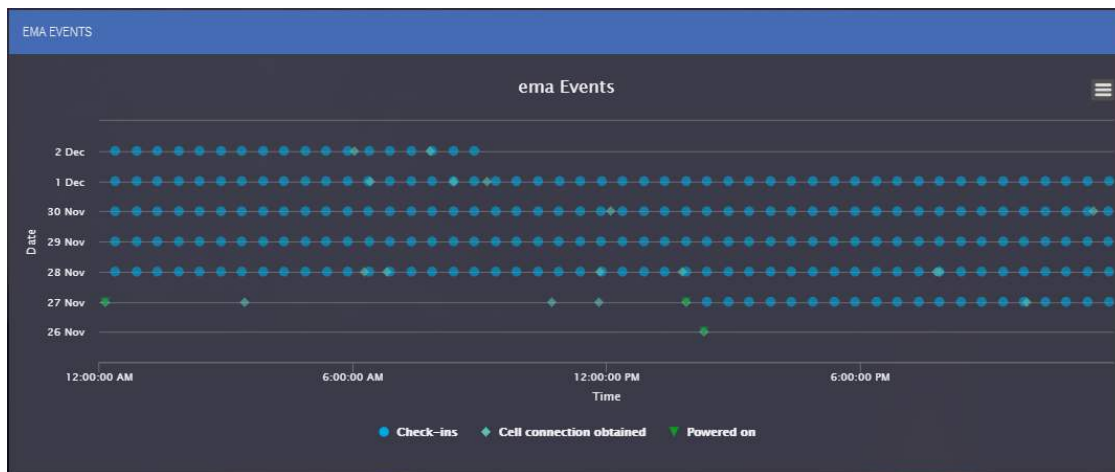 EMA EVENTS
ema Events
2 Dec
1 Dec
30 Nov
29 Nov
28 Nov
27 Nov
26 Nov
Date
12:00:00 AM 6:00:00 AM 12:00:00 PM 6:00:00 PM
Time
Check-ins Cell connection obtained Powered on